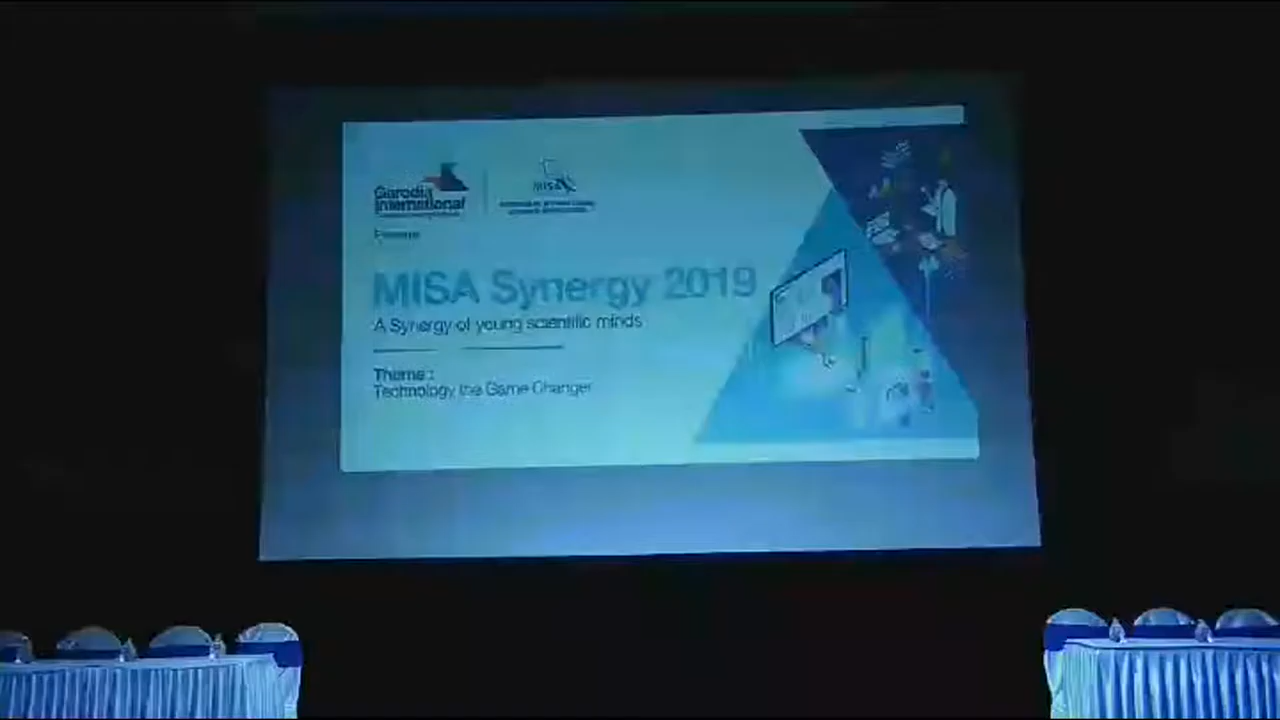 Garodia
International
MISA
Presents
MISA Synergy 2019
A Synergy of young scientific minds
Theme :
Technology the Game Changer